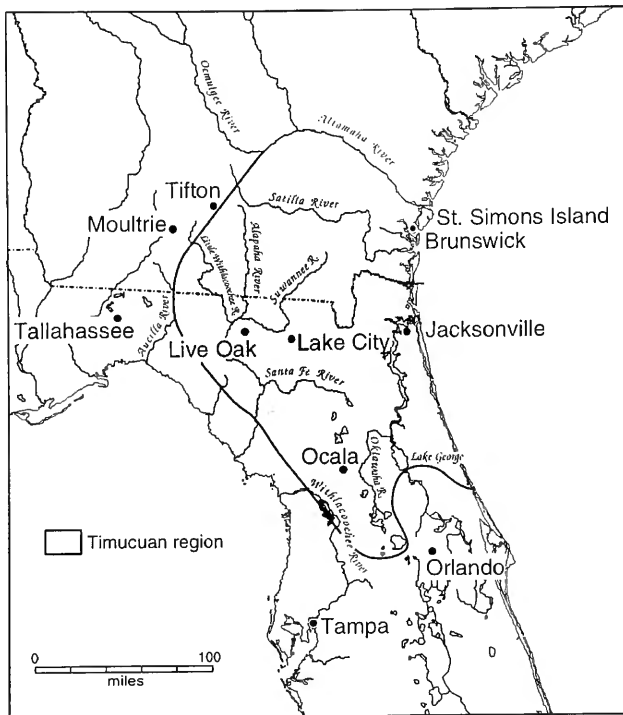 Ocmulgee River
Altamaha River
Tifton
Moultrie
Satilla River
St. Simons Island
Brunswick
Little Withlacoochee R.
Alapaha River
Suwannee R.
Aucilla River
Tallahassee
Live Oak
Lake City
Jacksonville
Santa Fe River
Ocala
Oklawaha R.
Lake George
Withlacoochee River
Timucuan region
Orlando
Tampa
0 100
miles